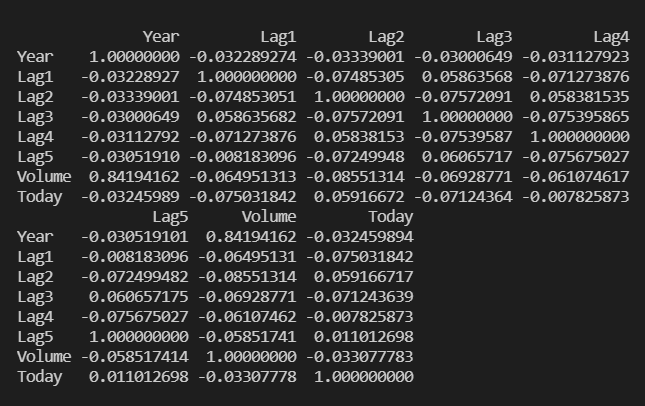 Year Lag1 Lag2 Lag3 Lag4
Year 1.00000000 -0.032289274 -0.03339001 -0.03000649 -0.031127923
Lag1 -0.03228927 1.000000000 -0.07485305 0.05863568 -0.071273876
Lag2 -0.03339001 -0.074853051 1.00000000 -0.07572091 0.058381535
Lag3 -0.03000649 0.058635682 -0.07572091 1.00000000 -0.075395865
Lag4 -0.03112792 -0.071273876 0.05838153 -0.07539587 1.000000000
Lag5 -0.03051910 -0.008183096 -0.07249948 0.06065717 -0.075675027
Volume 0.84194162 -0.064951313 -0.08551314 -0.06928771 -0.061074617
Today -0.03245989 -0.075031842 0.05916672 -0.07124364 -0.007825873
Lag5 Volume Today
Year -0.030519101 0.84194162 -0.032459894
Lag1 -0.008183096 -0.06495131 -0.075031842
Lag2 -0.072499482 -0.08551314 0.059166717
Lag3 0.060657175 -0.06928771 -0.071243639
Lag4 -0.075675027 -0.06107462 -0.007825873
Lag5 1.000000000 -0.05851741 0.011012698
Volume -0.058517414 1.00000000 -0.033077783
Today 0.011012698 -0.03307778 1.000000000